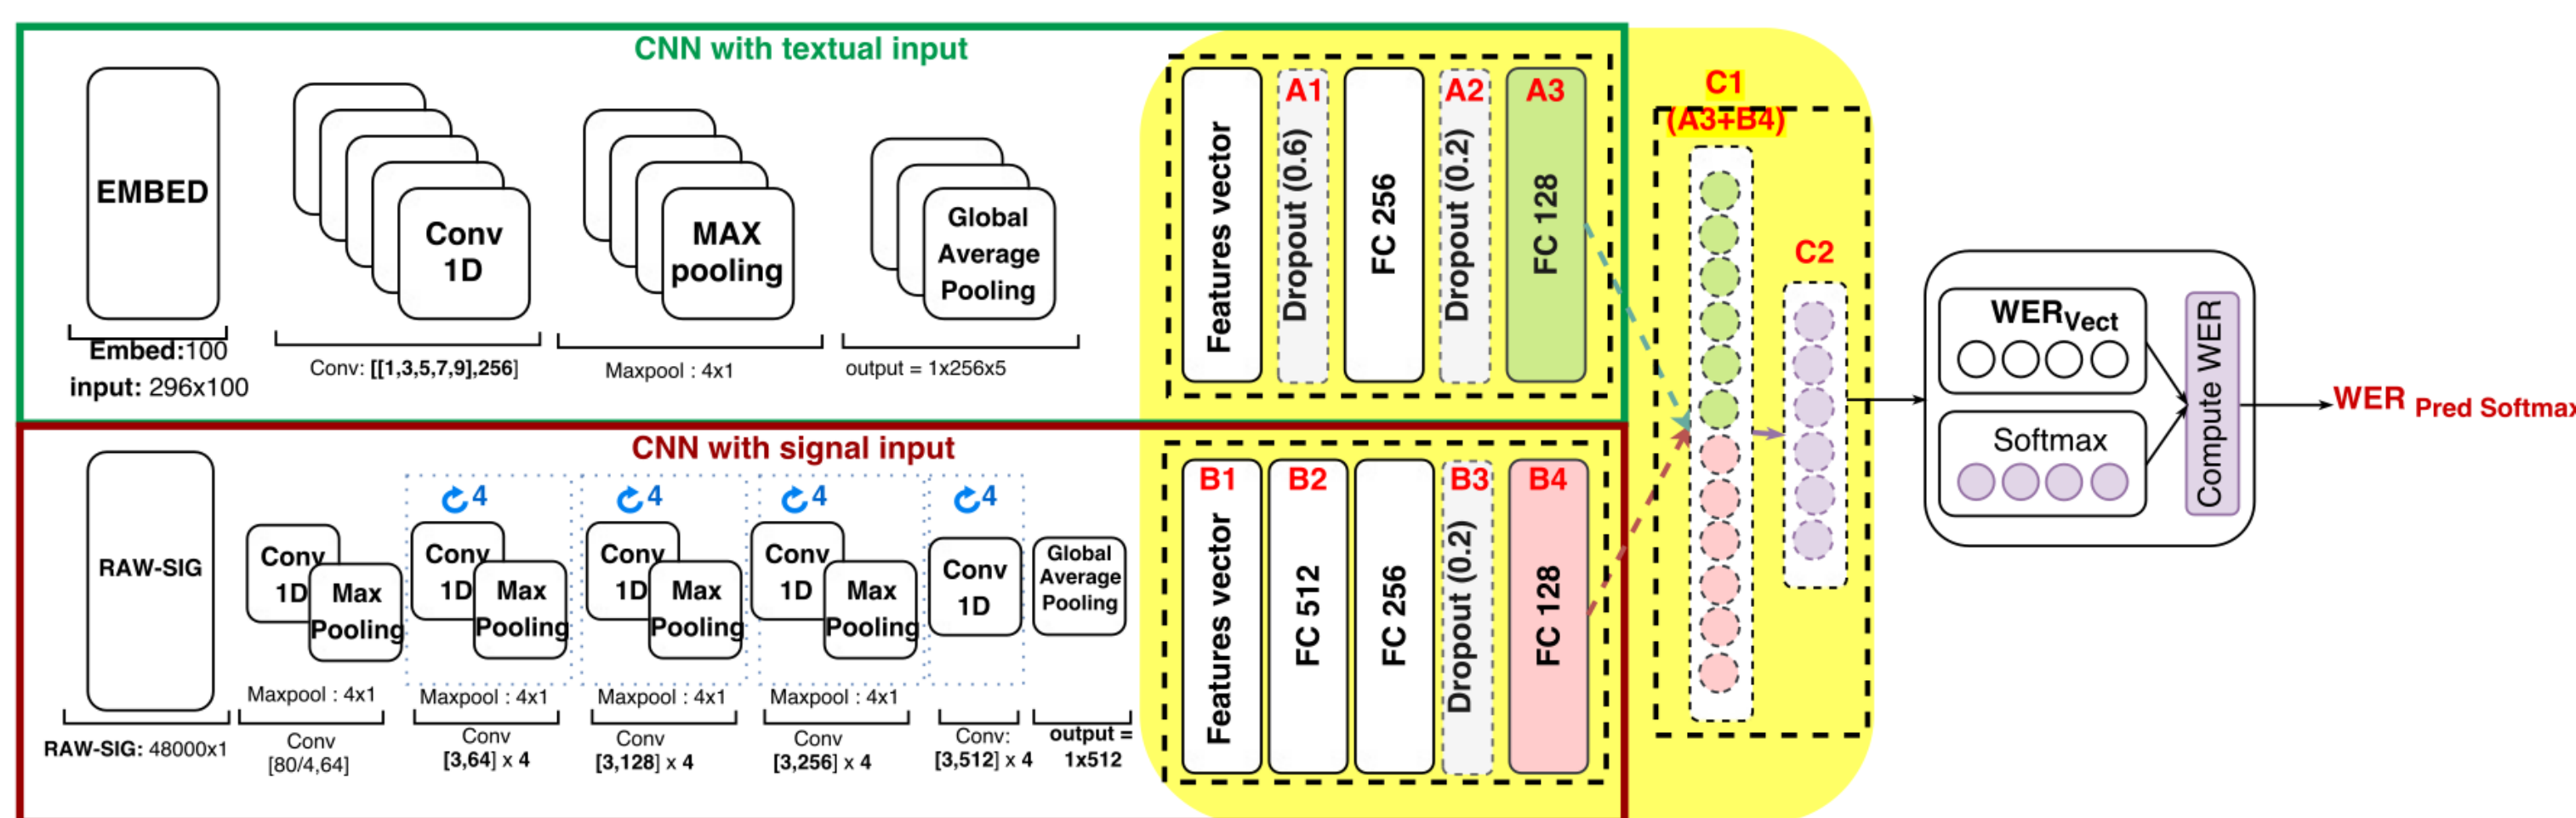 CNN with textual input
EMBED
Embed:100
input: 296x100
Conv
1D
Conv: [[1,3,5,7,9],256]
MAX
pooling
Maxpool : 4x1
Global
Average
Pooling
output = 1x256x5
Features vector
A1
Dropout (0.6)
FC 256
A2
Dropout (0.2)
A3
FC 128
CNN with signal input
RAW-SIG
RAW-SIG: 48000x1
Conv
1D
Max
Pooling
Maxpool : 4x1
Conv
[80/4,64]
4
Conv
1D
Max
Pooling
Maxpool : 4x1
Conv
[3,64] x 4
4
Conv
1D
Max
Pooling
Maxpool : 4x1
Conv
[3,128] x 4
4
Conv
1D
Max
Pooling
Maxpool : 4x1
Conv
[3,256] x 4
4
Conv
1D
Conv:
[3,512] x 4
Global
Average
Pooling
output =
1x512
B1
Features vector
B2
FC 512
FC 256
B3
Dropout (0.2)
B4
FC 128
C1
(A3+B4)
C2
WERVect
Softmax
Compute WER
WER Pred Softmax